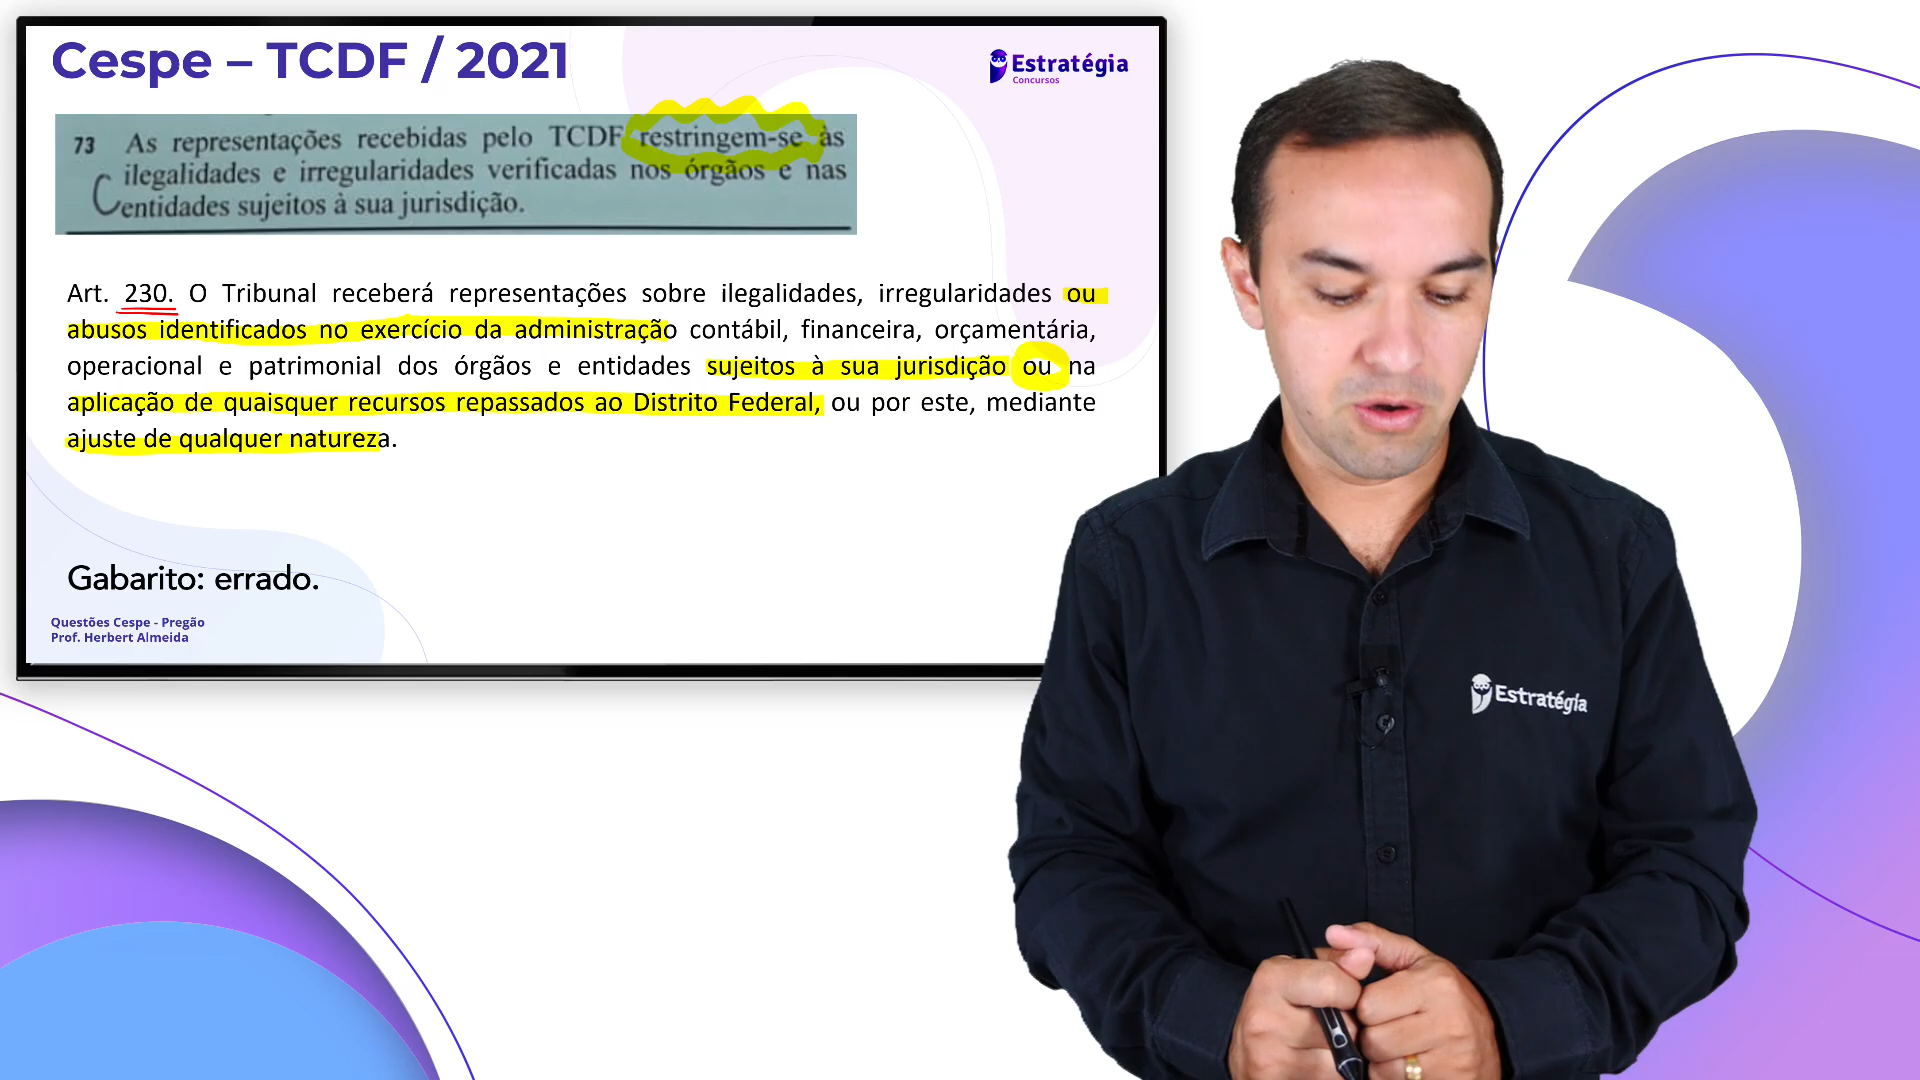 Cespe – TCDF / 2021
Estratégia
Concursos
73 As representações recebidas pelo TCDF restringem-se às
ilegalidades e irregularidades verificadas nos órgãos e nas
C entidades sujeitos à sua jurisdição.
Art. 230. O Tribunal receberá representações sobre ilegalidades, irregularidades ou
abusos identificados no exercício da administração contábil, financeira, orçamentária,
operacional e patrimonial dos órgãos e entidades sujeitos à sua jurisdição ou na
aplicação de quaisquer recursos repassados ao Distrito Federal, ou por este, mediante
ajuste de qualquer natureza.
Gabarito: errado.
Questões Cespe - Pregão
Prof. Herbert Almeida
Estratégia